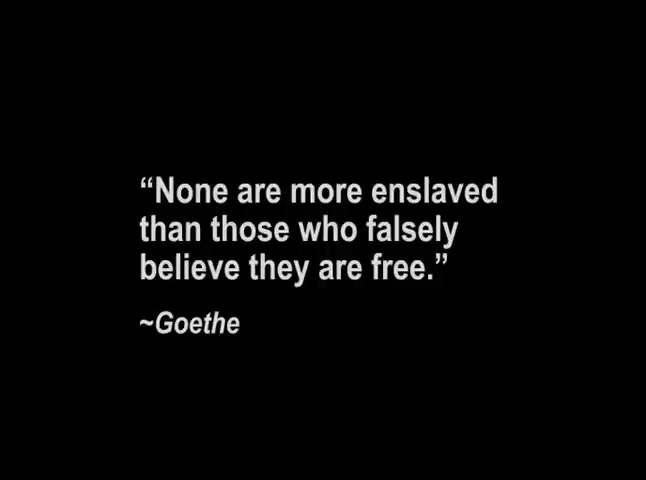 “None are more enslaved
than those who falsely
believe they are free.”
~Goethe